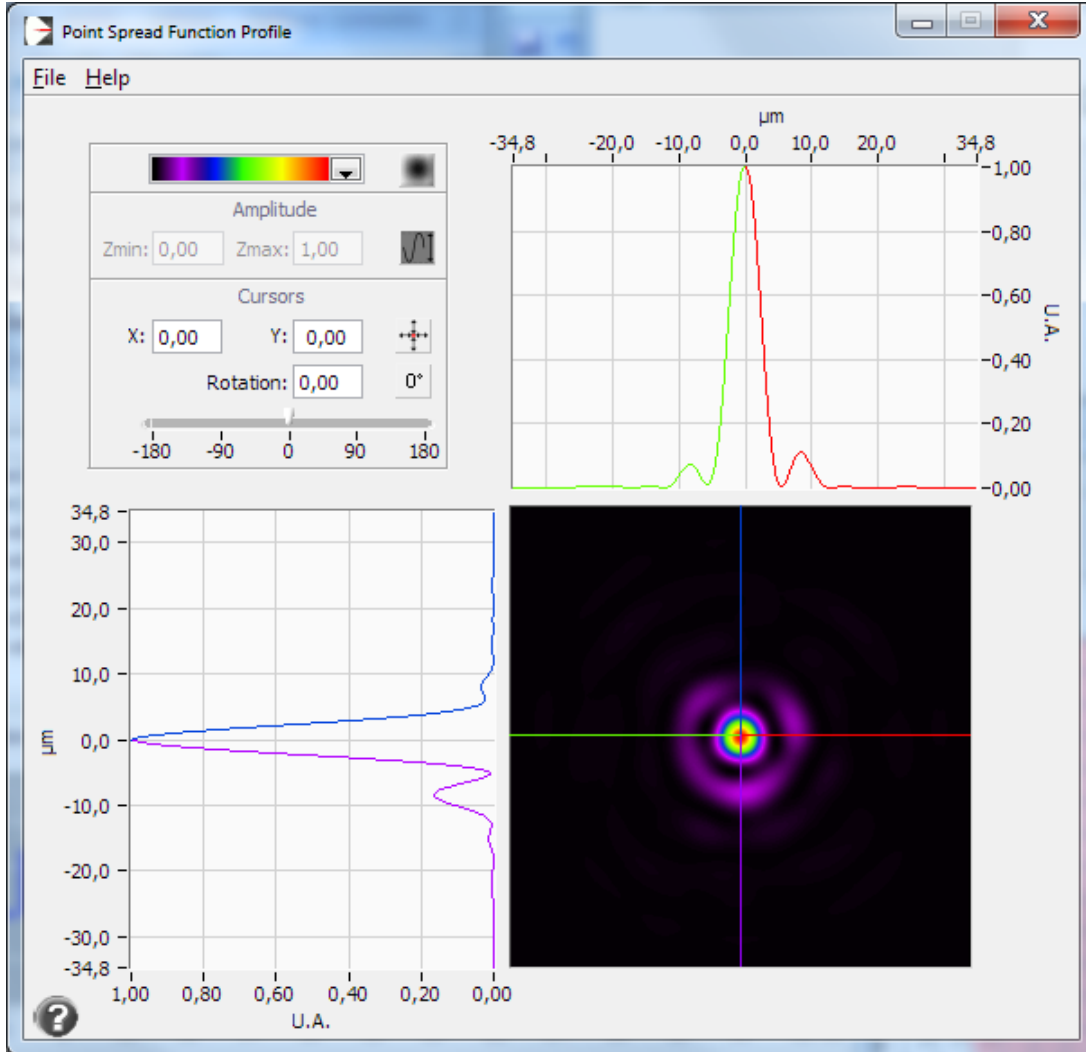 Point Spread Function Profile
File Help
Amplitude
Zmin: 0,00 Zmax: 1,00
Cursors
X: 0,00 Y: 0,00
Rotation: 0,00 0°
-180 -90 0 90 180
µm
-34,8 -20,0 -10,0 0,0 10,0 20,0 34,8
1,00
0,80
0,60
0,40
0,20
0,00
U.A.
34,8
30,0
20,0
10,0
0,0
-10,0
-20,0
-30,0
-34,8
µm
1,00 0,80 0,60 0,40 0,20 0,00
U.A.
?